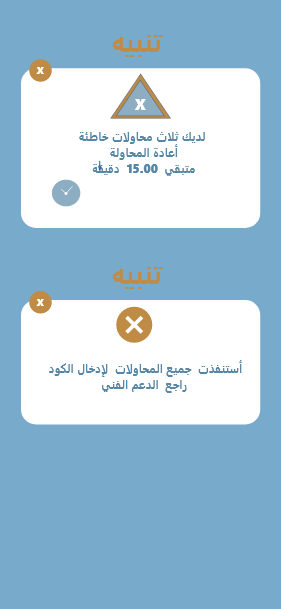 تنبيه
x
x
لديك ثلاث محاولات خاطئة
أعادة المحاولة
متبقي 15.00 دقيقة
تنبيه
x
أستنفذت جميع المحاولات لإدخال الكود
راجع الدعم الفني